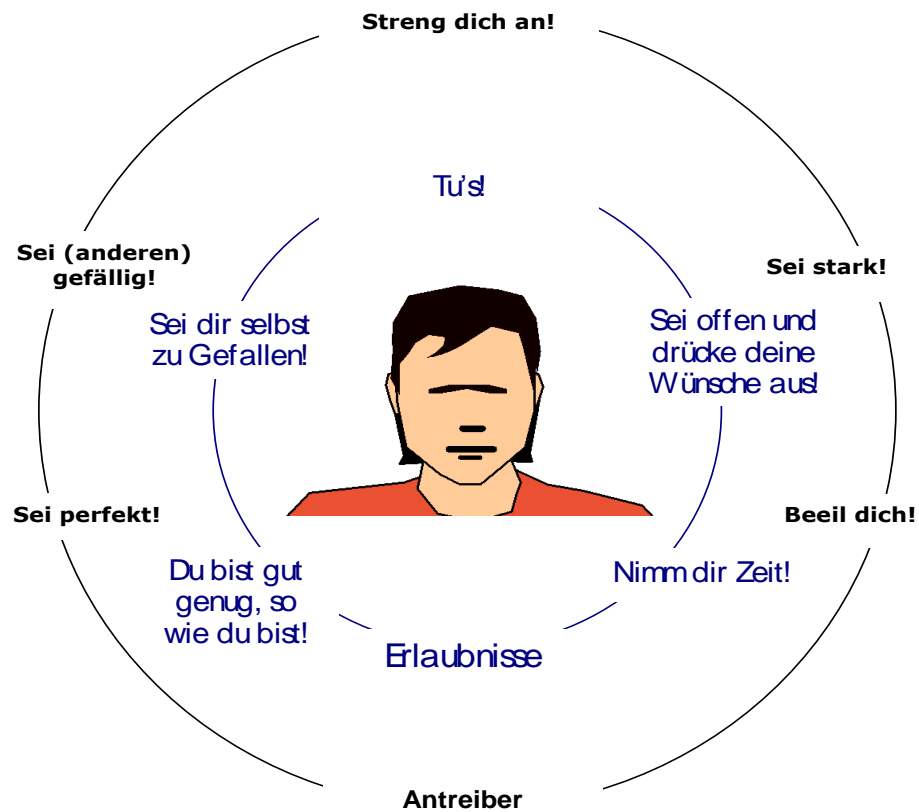 Streng dich an!
Tu's!
Sei (anderen)
gefällig!
Sei stark!
Sei dir selbst
zu Gefallen!
Sei offen und
drücke deine
Wünsche aus!
Sei perfekt!
Beeil dich!
Du bist gut
genug, so
wie du bist!
Nimm dir Zeit!
Erlaubnisse
Antreiber